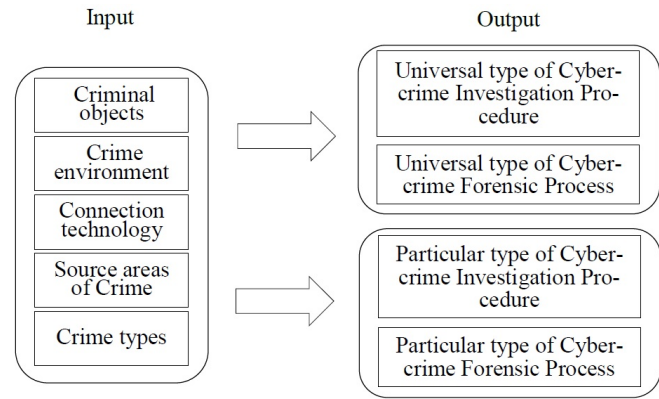 Input
Criminal
objects
Crime
environment
Connection
technology
Source areas
of Crime
Crime types
Output
Universal type of Cyber-
crime Investigation Pro-
cedure
Universal type of Cyber-
crime Forensic Process
Particular type of Cyber-
crime Investigation Pro-
cedure
Particular type of Cyber-
crime Forensic Process